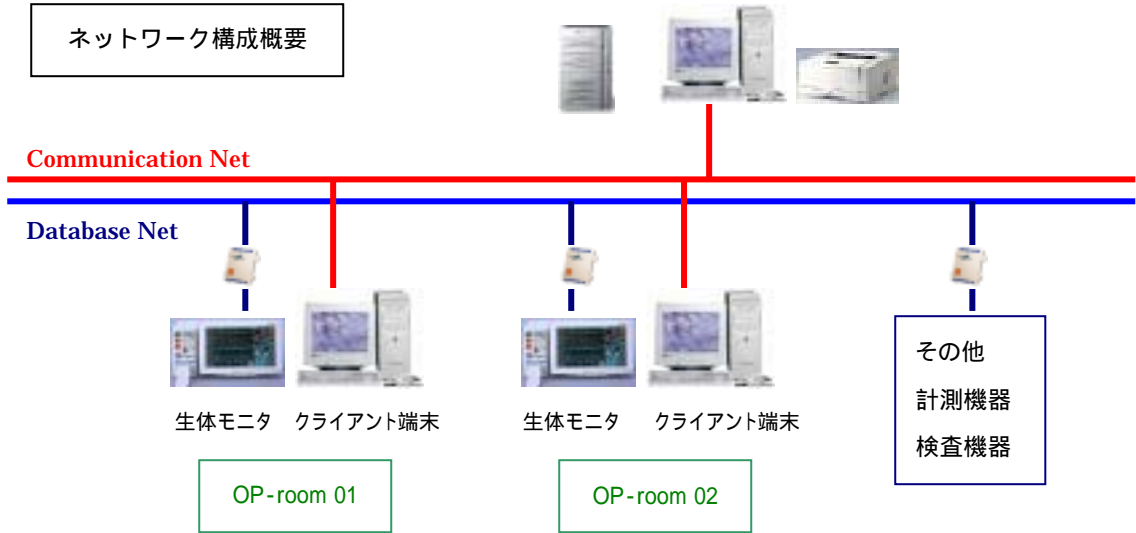 ネットワーク構成概要
Communication Net
Database Net
生体モニタ
クライアント端末
生体モニタ
クライアント端末
その他
計測機器
検査機器
OP-room 01
OP-room 02